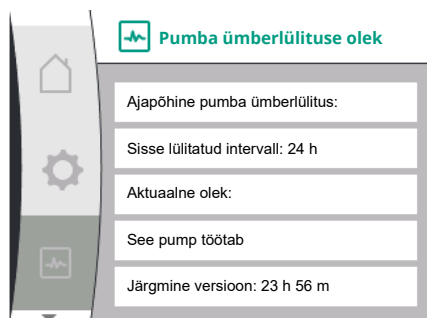 Pumba ümberlülituse olek
Ajapõhine pumba ümberlülitus:
Sisse lülitatud intervall: 24 h
Aktuaalne olek:
See pump töötab
Järgmine versioon: 23 h 56 m